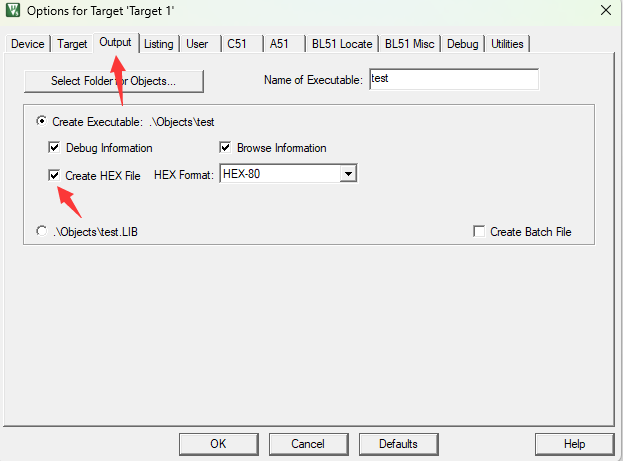 Options for Target 'Target 1'
Device Target Output Listing User C51 A51 BL51 Locate BL51 Misc Debug Utilities
Select Folder for Objects... Name of Executable: test
Create Executable: .\Objects\test
Debug Information Browse Information
Create HEX File HEX Format: HEX-80
.\Objects\test.LIB Create Batch File
OK Cancel Defaults Help